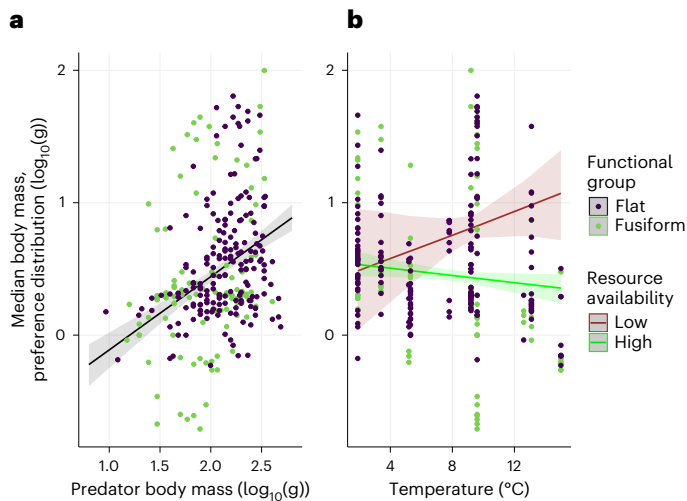 a
b
Median body mass,
preference distribution (log10(g))
2
1
0
1.0
1.5
2.0
2.5
Predator body mass (log10(g))
2
1
0
4
8
12
Temperature (°C)
Functional
group
Flat
Fusiform
Resource
availability
Low
High